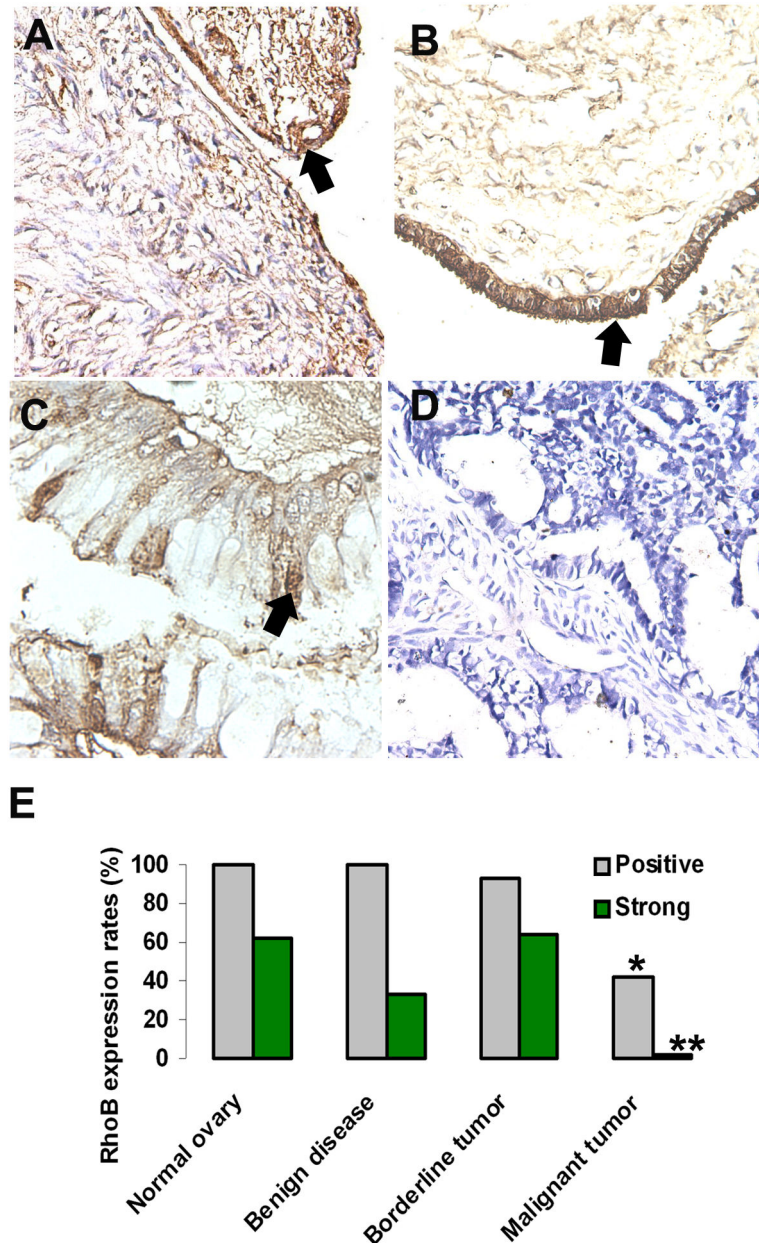 A
B
C
D
E
RhoB expression rates (%)
100
80
60
40
20
0
Positive
Strong
*
**
Normal ovary
Benign disease
Borderline tumor
Malignant tumor